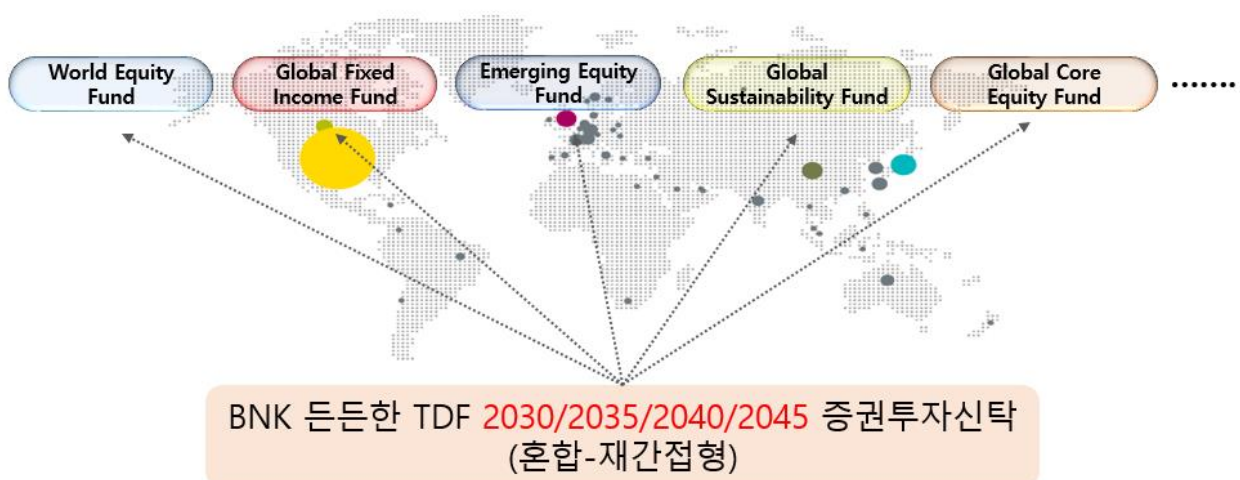 World Equity
Fund
Global Fixed
Income Fund
Emerging Equity
Fund
Global
Sustainability Fund
Global Core
Equity Fund
.......
BNK 든든한 TDF 2030/2035/2040/2045 증권투자신탁
(혼합-재간접형)